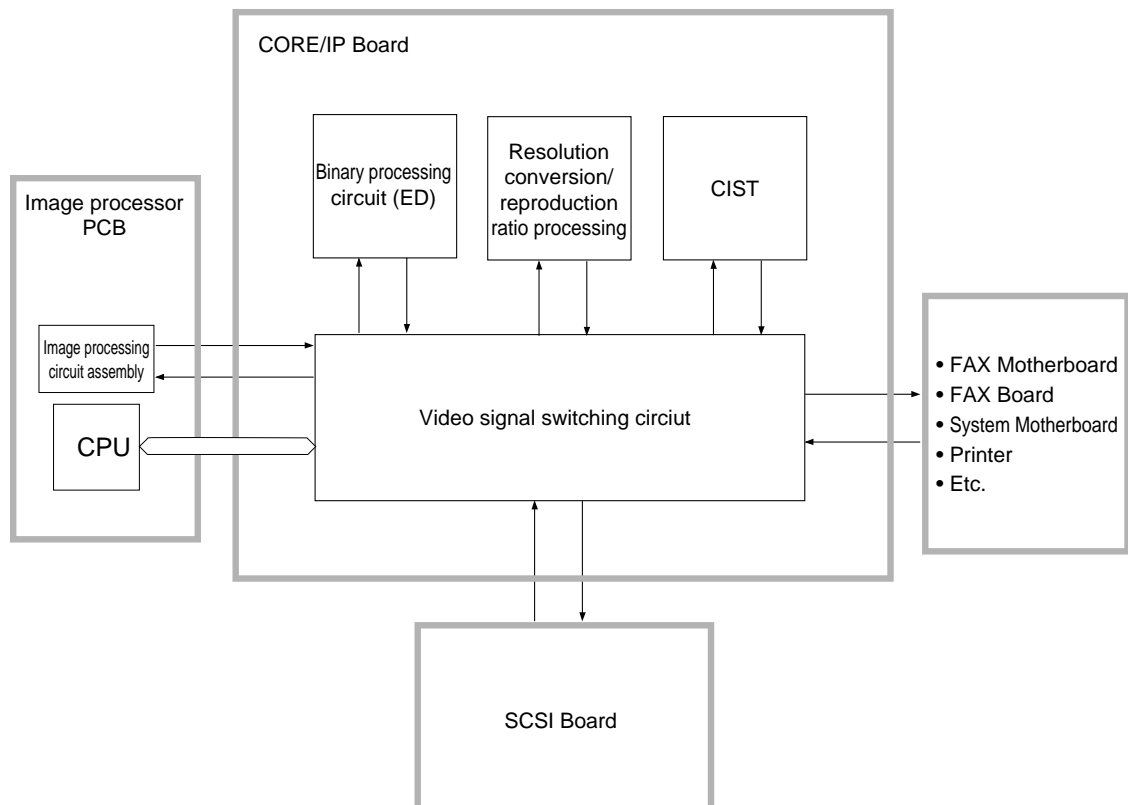 CORE/IP Board
Binary processing
circuit (ED)
Resolution
conversion/
reproduction
ratio processing
CIST
Image processor
PCB
Image processing
circuit assembly
CPU
Video signal switching circiut
• FAX Motherboard
• FAX Board
• System Motherboard
• Printer
• Etc.
SCSI Board